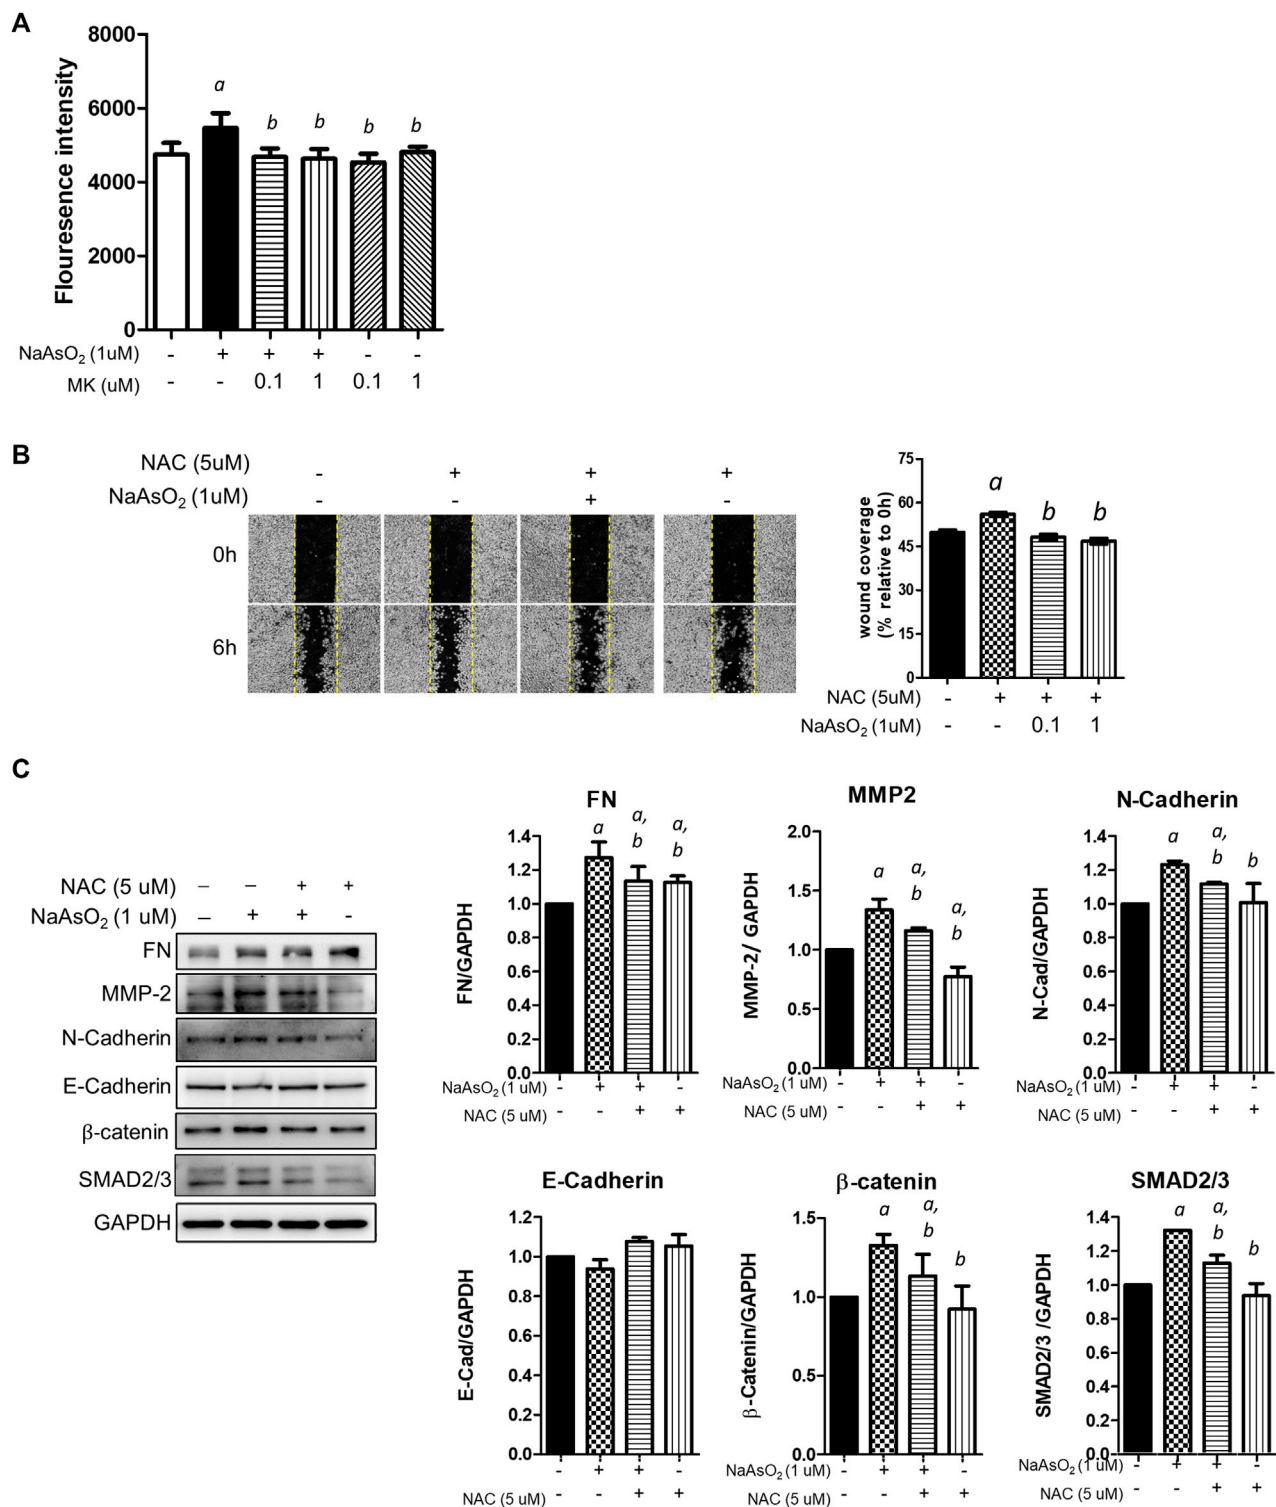 A
Flouresence intensity
8000
6000
4000
2000
0
a
b
b
b
b
NaAsO2 (1uM) - + + + - -
MK (uM) - - 0.1 1 0.1 1
B
NAC (5uM) - + + +
NaAsO2 (1uM) - - + -
0h
6h
wound coverage
(% relative to 0h)
75
60
45
30
15
0
a
b
b
NAC (5uM) - + + +
NaAsO2 (1uM) - - 0.1 1
C
NAC (5 uM) – – + +
NaAsO2 (1 uM) – + + -
FN
MMP-2
N-Cadherin
E-Cadherin
β-catenin
SMAD2/3
GAPDH
FN
FN/GAPDH
1.4
1.2
1.0
0.8
0.6
0.4
0.2
0.0
a
a,
b
a,
b
NaAsO2 (1 uM) - + + -
NAC (5 uM) - - + +
MMP2
MMP-2/ GAPDH
2.0
1.5
1.0
0.5
0.0
a
a,
b
a,
b
NaAsO2 (1 uM) - + + -
NAC (5 uM) - - + +
N-Cadherin
N-Cad/GAPDH
1.4
1.2
1.0
0.8
0.6
0.4
0.2
0.0
a
a,
b
b
NaAsO2 (1 uM) - + + -
NAC (5 uM) - - + +
E-Cadherin
E-Cad/GAPDH
1.2
1.0
0.8
0.6
0.4
0.2
0.0
- + + -
NAC (5 uM) - - + +
β-catenin
β-Catenin/GAPDH
1.5
1.0
0.5
0.0
a
a,
b
b
NaAsO2 (1 uM) - + + -
NAC (5 uM) - - + +
SMAD2/3
SMAD2/3 /GAPDH
1.4
1.2
1.0
0.8
0.6
0.4
0.2
0.0
a
a,
b
b
NaAsO2 (1 uM) - + + -
NAC (5 uM) - - + +